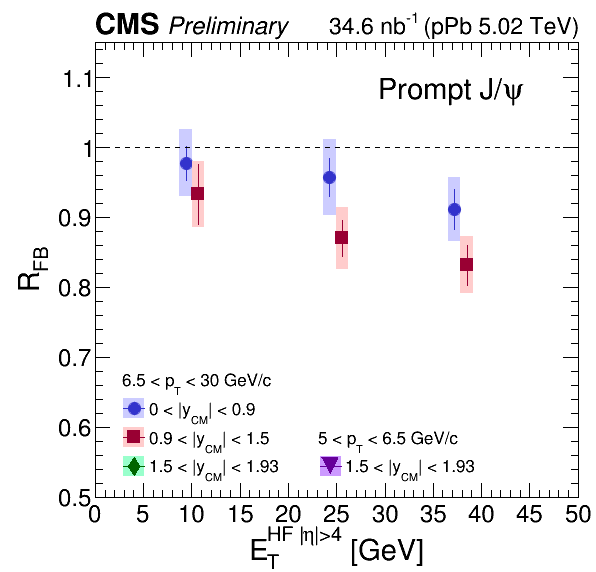 CMS Preliminary 34.6 nb⁻¹ (pPb 5.02 TeV)
Prompt J/ψ
1.1
1
0.9
0.8
0.7
0.6
0.5
R_FB
6.5 < p_T < 30 GeV/c
0 < |y_CM| < 0.9
0.9 < |y_CM| < 1.5
5 < p_T < 6.5 GeV/c
1.5 < |y_CM| < 1.93
1.5 < |y_CM| < 1.93
0 5 10 15 20 25 30 35 40 45 50
E_T^{HF |η|>4} [GeV]